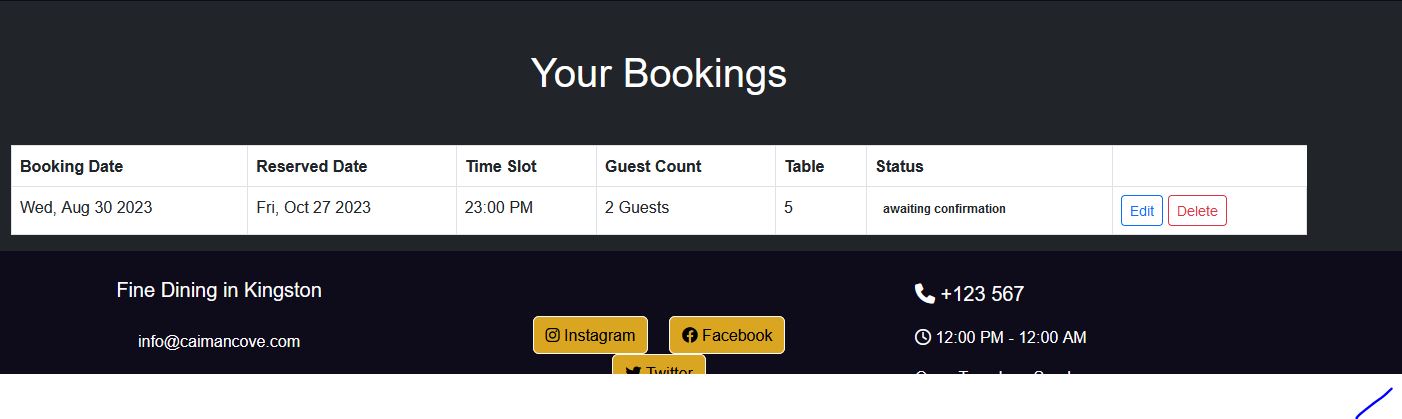 Your Bookings
Booking Date Reserved Date Time Slot Guest Count Table Status
Wed, Aug 30 2023 Fri, Oct 27 2023 23:00 PM 2 Guests 5 awaiting confirmation Edit Delete
Fine Dining in Kingston
info@caimancove.com
Instagram Facebook
Twitter
+123 567
12:00 PM - 12:00 AM